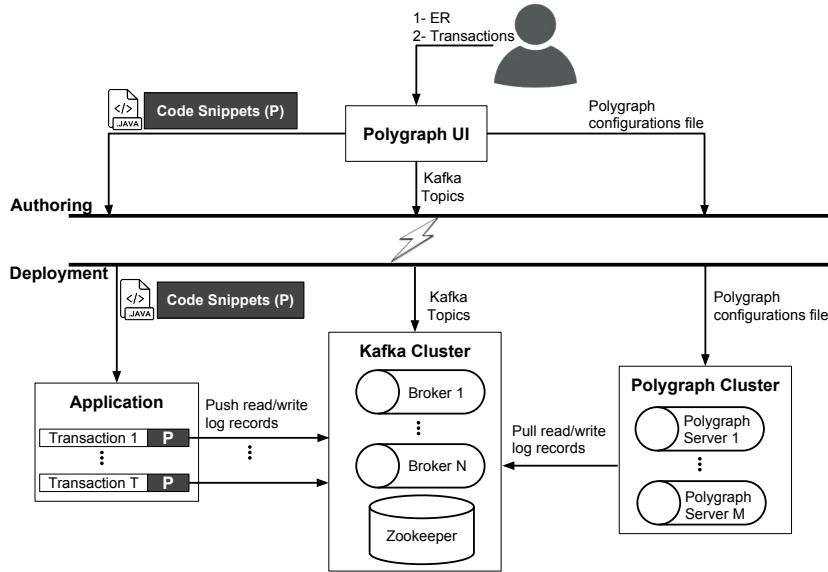 1- ER
2- Transactions
</>
.JAVA
Code Snippets (P)
Polygraph UI
Polygraph
configurations file
Kafka
Topics
Authoring
Deployment
</>
.JAVA
Code Snippets (P)
Kafka
Topics
Polygraph
configurations file
Kafka Cluster
Application
Polygraph Cluster
Broker 1
Push read/write
log records
Transaction 1 P
Polygraph
Server 1
Pull read/write
log records
Broker N
Transaction T P
Polygraph
Server M
Zookeeper